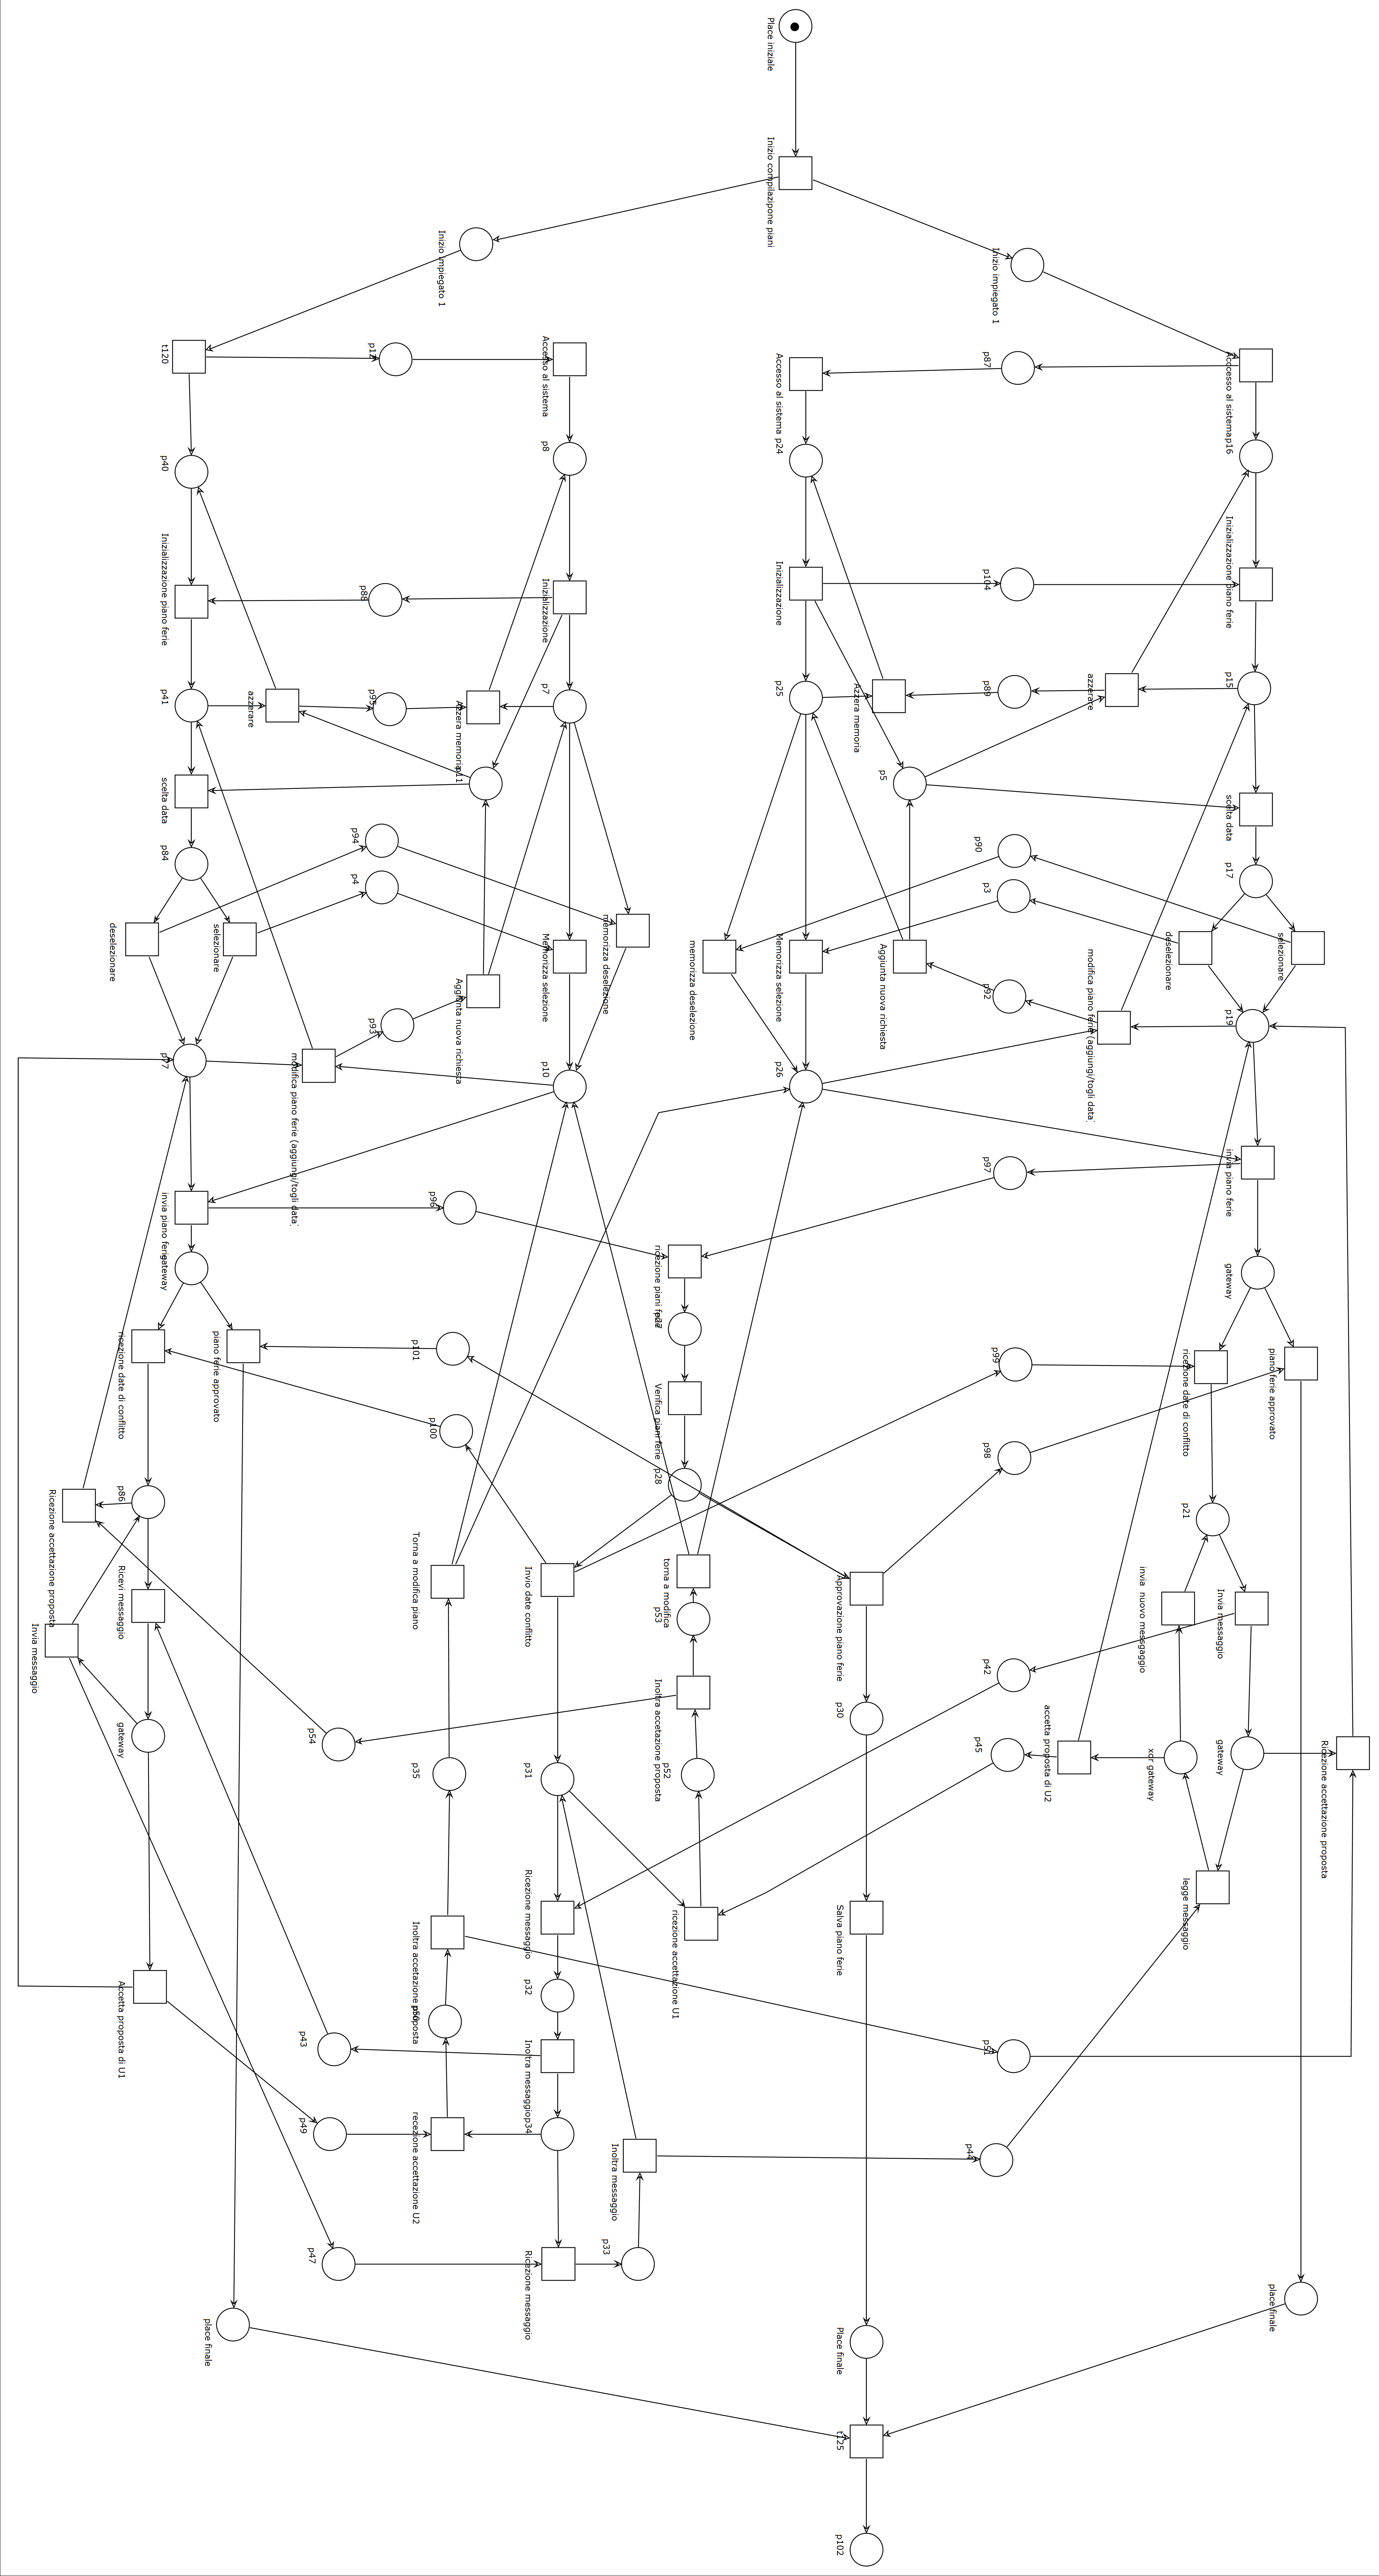 Place iniziale
Inizio compilazipone piani
Inizio impiegato 1
Inizio impiegato 1
t120
p12
Accesso al sistema
Accesso al sistema
p87
Acccesso al sistema
p40
p8
p24
p16
Inizializzazione piano ferie
p88
Inizializzazione
Inizializzazione
p104
Inizializzazione piano ferie
p41
azzerare
p95
Azzera memoria
p7
p25
Azzera memoria
p89
azzerare
p15
scelta data
p11
p5
scelta data
p84
p94
p4
p90
p3
p17
deselezionare
selezionare
Memorizza selezione
memorizza deselezione
memorizza deselezione
Memorizza selezione
Aggiunta nuova richiesta
deselezionare
selezionare
p93
Aggiunta nuova richiesta
p92
modifica piano ferie (aggiungi/togli data)
p19
p77
modifica piano ferie (aggiungi/togli data)
p10
p26
invia piano ferie
p96
p97
invia piano ferie
gateway
ricezione piani ferie
p27
gateway
ricezione date di conflitto
piano ferie approvato
p101
Verifica piani ferie
p99
ricezione date di conflitto
piano ferie approvato
p100
p28
p98
Ricezione accettazione proposta
p86
p21
Torna a modifica piano
Invio date conflitto
torna a modifica
Approvazione piano ferie
invia  nuovo messgaggio
Invia messaggio
Invia messaggio
Ricevi messaggio
p53
p42
Inoltra accetazione proposta
p30
gateway
p54
p35
p31
p52
p45
accetta proposta di U2
xor gateway
gateway
Ricezione accettazione proposta
Ricezione messaggio
ricezione accettazione U1
Salva piano ferie
legge messaggio
Inoltra accetazione proposta
Accetta proposta di U1
p50
p32
p43
Inoltra messaggio
p51
p49
recezione accettazione U2
p34
Inoltra messaggio
p44
p47
Ricezione messaggio
p33
place finale
Place finale
place finale
t125
p102